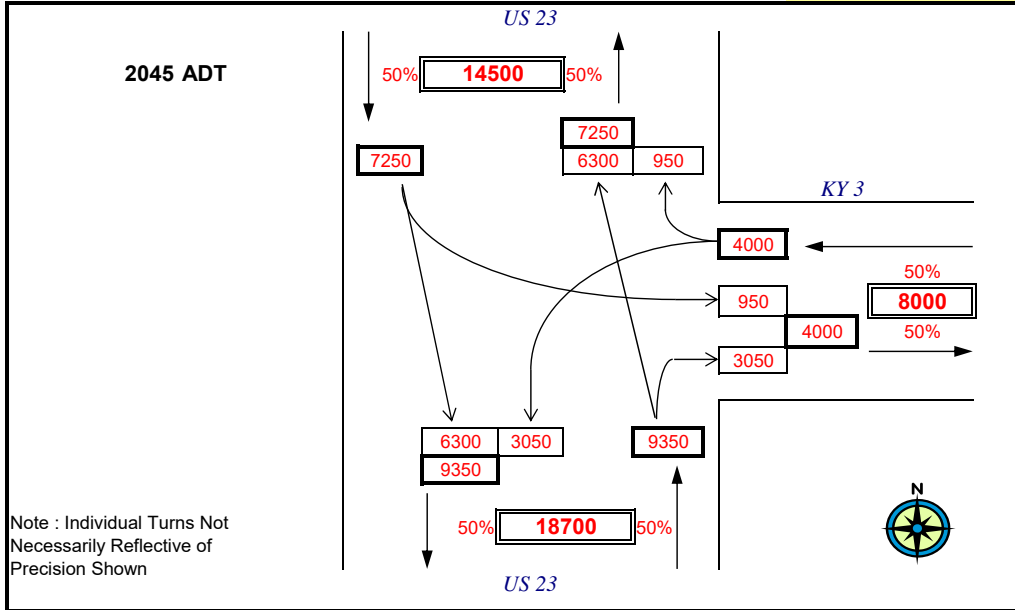 US 23
2045 ADT
50% 14500 50%
7250
7250
6300 950
KY 3
4000
50%
950
8000
4000
50%
3050
6300 3050
9350
9350
N
Note : Individual Turns Not
Necessarily Reflective of
Precision Shown
50% 18700 50%
US 23